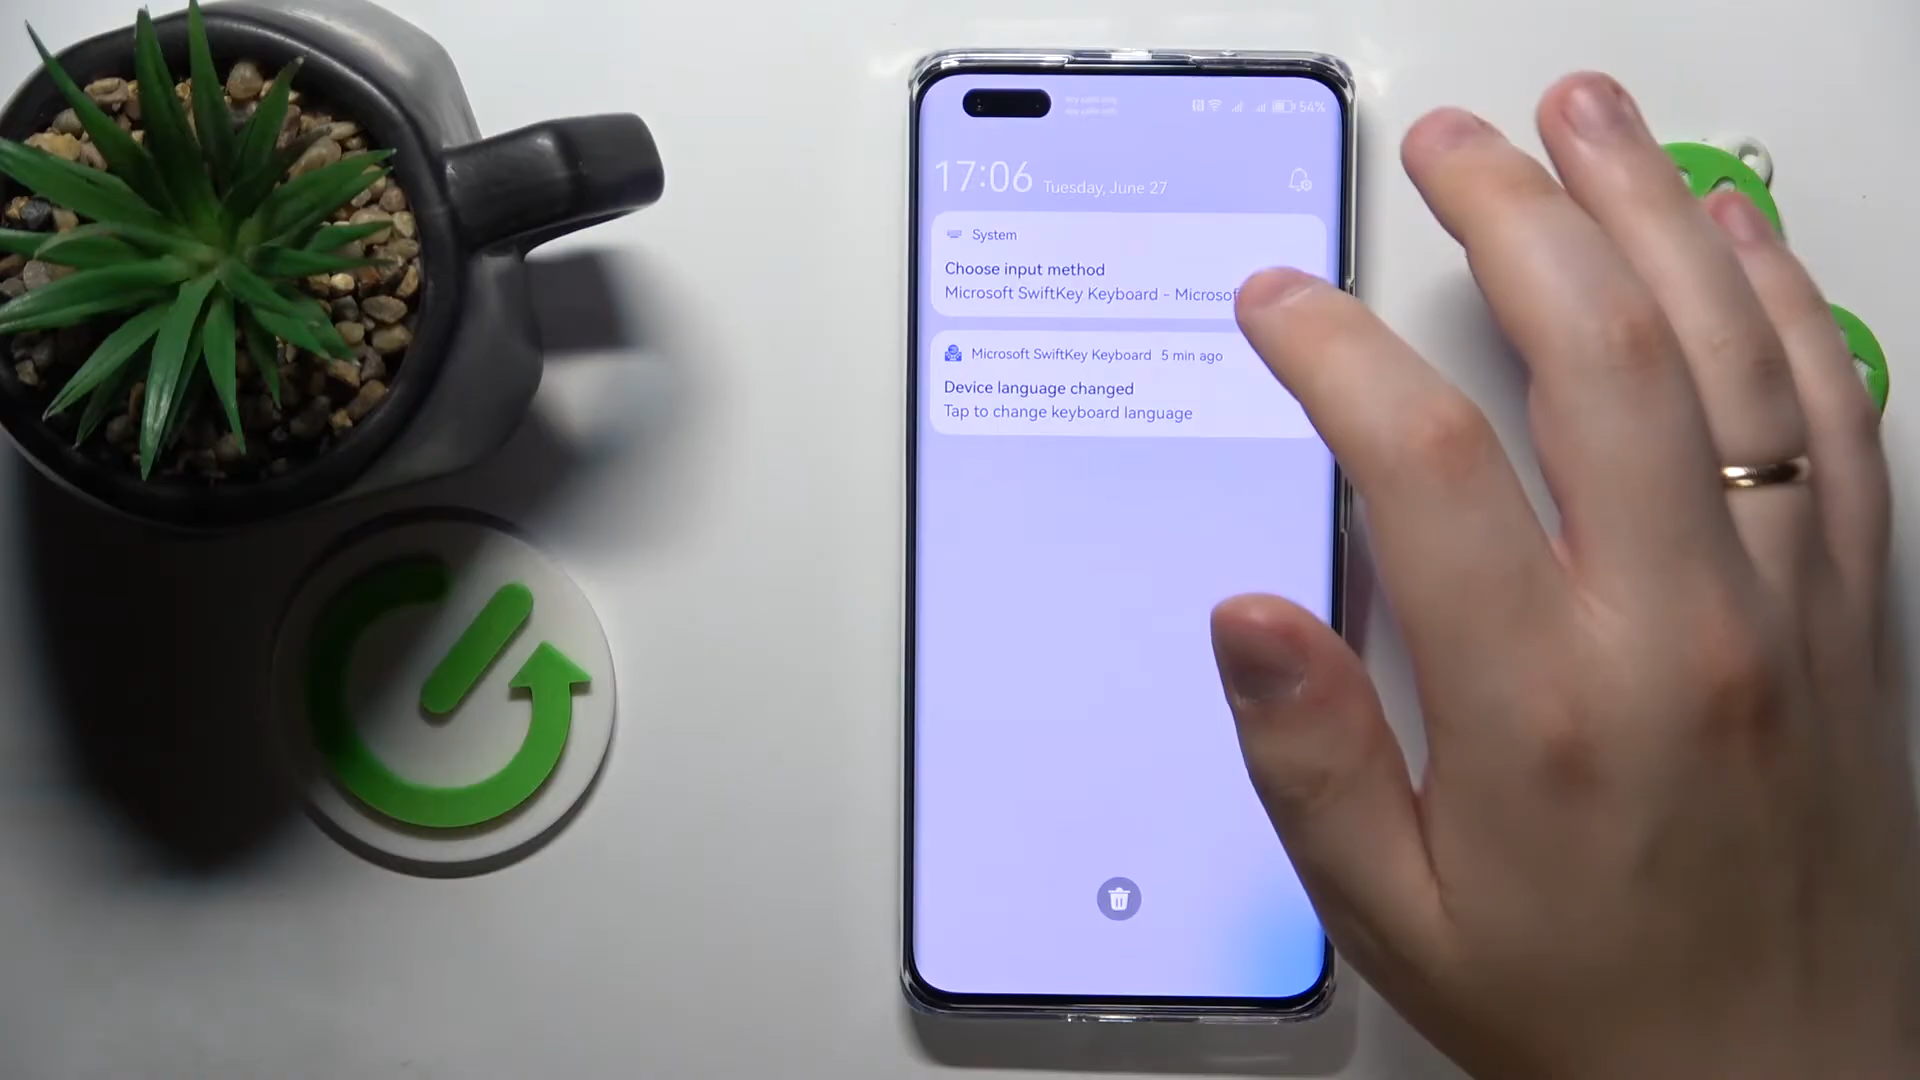 54%
17:06 Tuesday, June 27
System
Choose input method
Microsoft SwiftKey Keyboard - Microsof
Microsoft SwiftKey Keyboard 5 min ago
Device language changed
Tap to change keyboard language